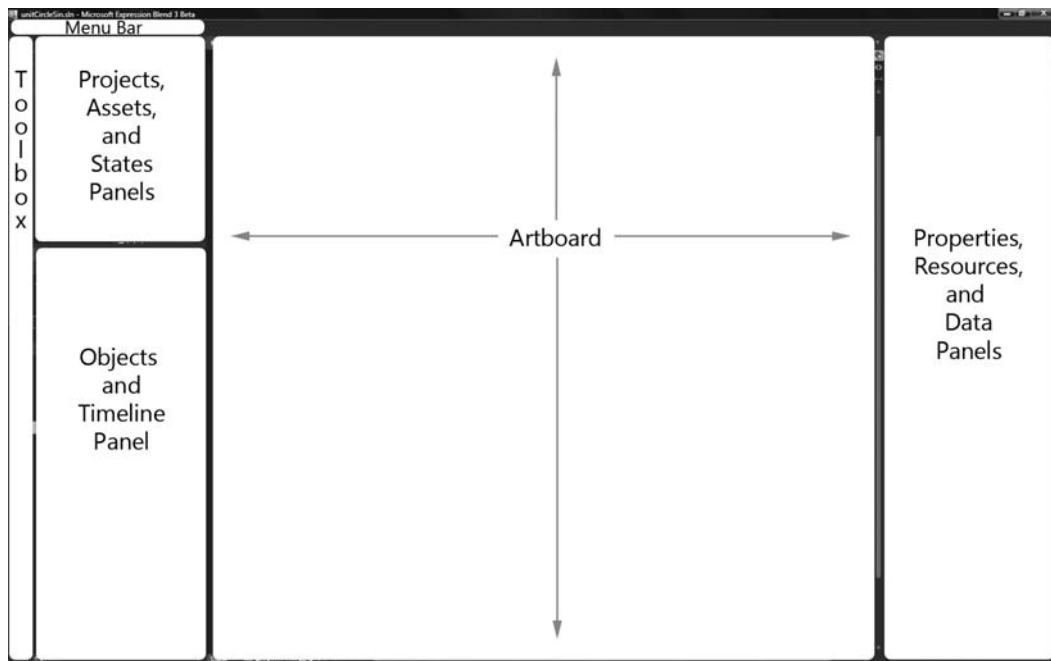 unitCircleSin.sln - Microsoft Expression Blend 3 Beta
Menu Bar
Toolbox
Projects,
Assets,
and
States
Panels
Objects
and
Timeline
Panel
Artboard
Properties,
Resources,
and
Data
Panels